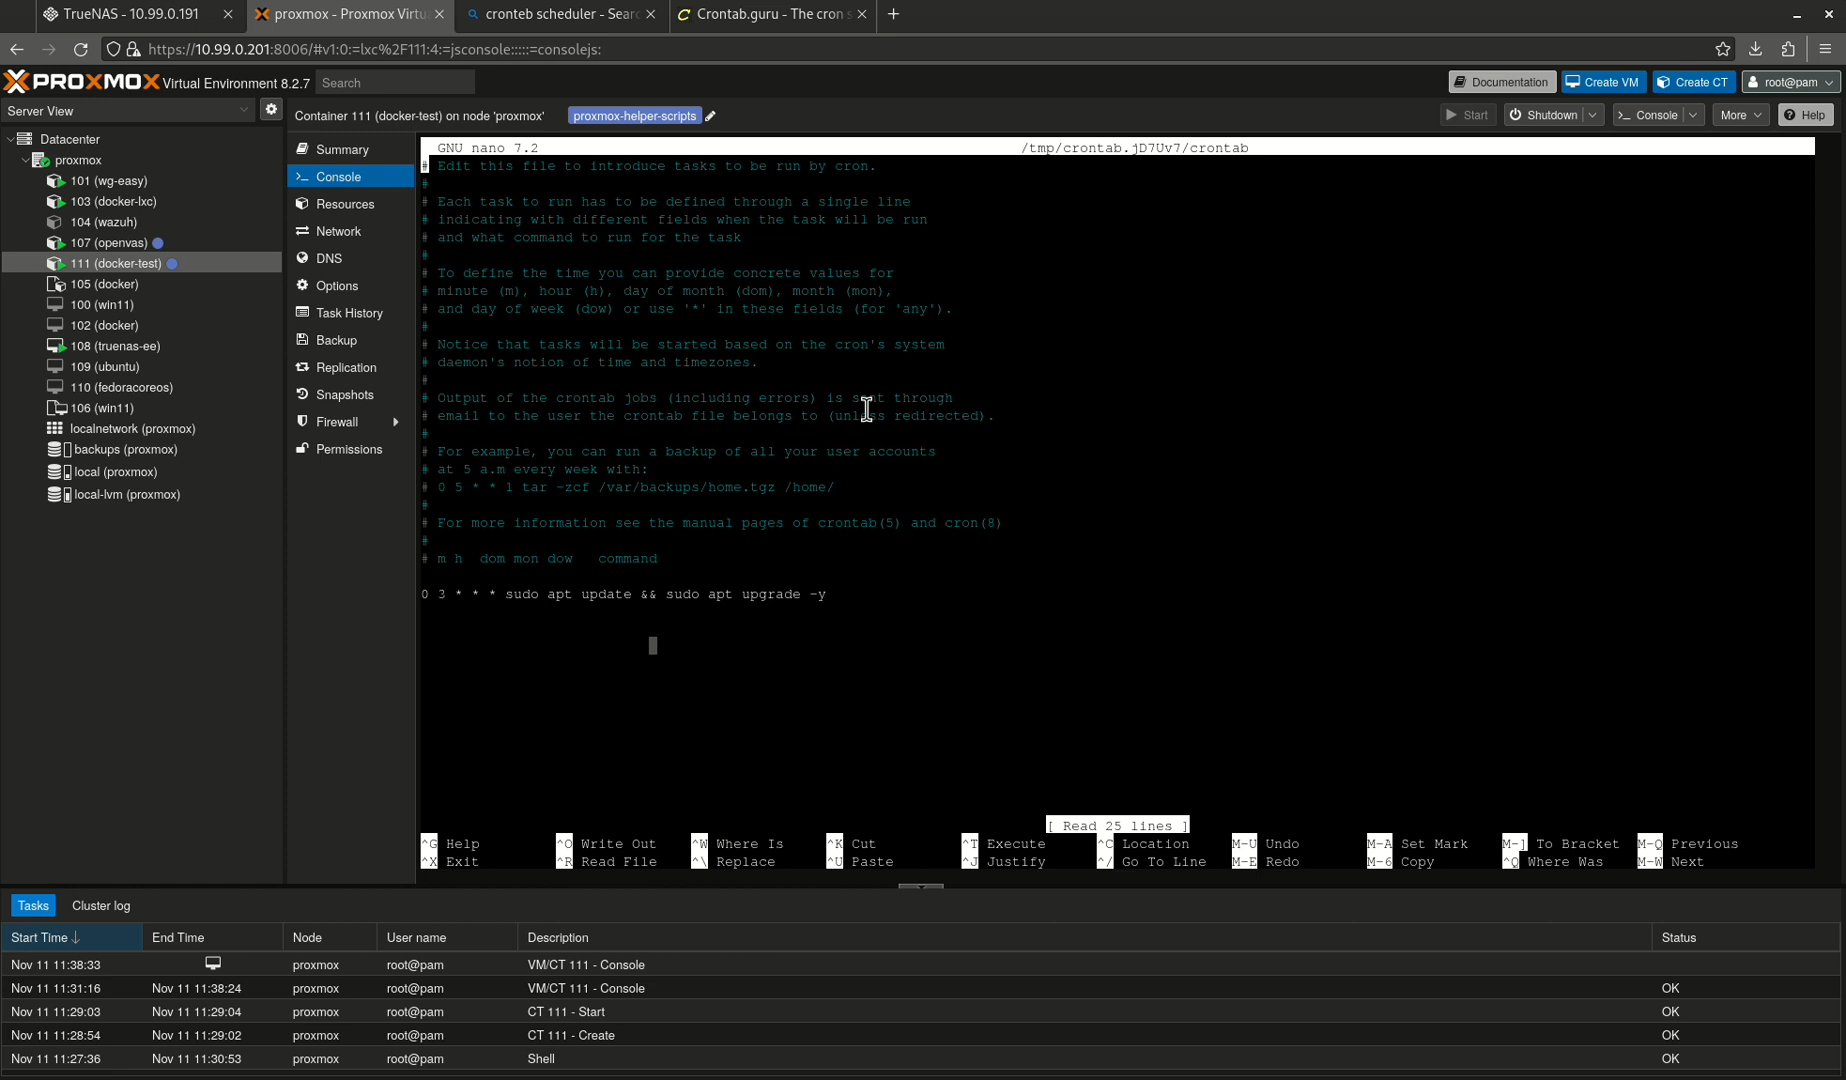 TrueNAS - 10.99.0.191
proxmox - Proxmox Virtu
cronteb scheduler - Sear
Crontab.guru - The cron s
https://10.99.0.201:8006/#v1:0:=lxc%2F111:4:=jsconsole:::::=consolejs:
PROXMOX Virtual Environment 8.2.7
Search
Documentation
Create VM
Create CT
root@pam
Server View
Container 111 (docker-test) on node 'proxmox'
proxmox-helper-scripts
Start
Shutdown
>_ Console
More
Help
Datacenter
proxmox
101 (wg-easy)
103 (docker-lxc)
104 (wazuh)
107 (openvas)
111 (docker-test)
105 (docker)
100 (win11)
102 (docker)
108 (truenas-ee)
109 (ubuntu)
110 (fedoracoreos)
106 (win11)
localnetwork (proxmox)
backups (proxmox)
local (proxmox)
local-lvm (proxmox)
Summary
>_ Console
Resources
Network
DNS
Options
Task History
Backup
Replication
Snapshots
Firewall
Permissions
GNU nano 7.2
/tmp/crontab.jD7Uv7/crontab
# Edit this file to introduce tasks to be run by cron.
#
# Each task to run has to be defined through a single line
# indicating with different fields when the task will be run
# and what command to run for the task
#
# To define the time you can provide concrete values for
# minute (m), hour (h), day of month (dom), month (mon),
# and day of week (dow) or use '*' in these fields (for 'any').
#
# Notice that tasks will be started based on the cron's system
# daemon's notion of time and timezones.
#
# Output of the crontab jobs (including errors) is sent through
# email to the user the crontab file belongs to (unless redirected).
#
# For example, you can run a backup of all your user accounts
# at 5 a.m every week with:
# 0 5 * * 1 tar -zcf /var/backups/home.tgz /home/
#
# For more information see the manual pages of crontab(5) and cron(8)
#
# m h  dom mon dow   command
0 3 * * * sudo apt update && sudo apt upgrade -y
[ Read 25 lines ]
^G Help ^O Write Out ^W Where Is ^K Cut ^T Execute ^C Location M-U Undo M-A Set Mark M-] To Bracket M-Q Previous
^X Exit ^R Read File ^\ Replace ^U Paste ^J Justify ^/ Go To Line M-E Redo M-6 Copy ^Q Where Was M-W Next
Tasks
Cluster log
Start Time End Time Node User name Description Status
Nov 11 11:38:33 proxmox root@pam VM/CT 111 - Console
Nov 11 11:31:16 Nov 11 11:38:24 proxmox root@pam VM/CT 111 - Console OK
Nov 11 11:29:03 Nov 11 11:29:04 proxmox root@pam CT 111 - Start OK
Nov 11 11:28:54 Nov 11 11:29:02 proxmox root@pam CT 111 - Create OK
Nov 11 11:27:36 Nov 11 11:30:53 proxmox root@pam Shell OK